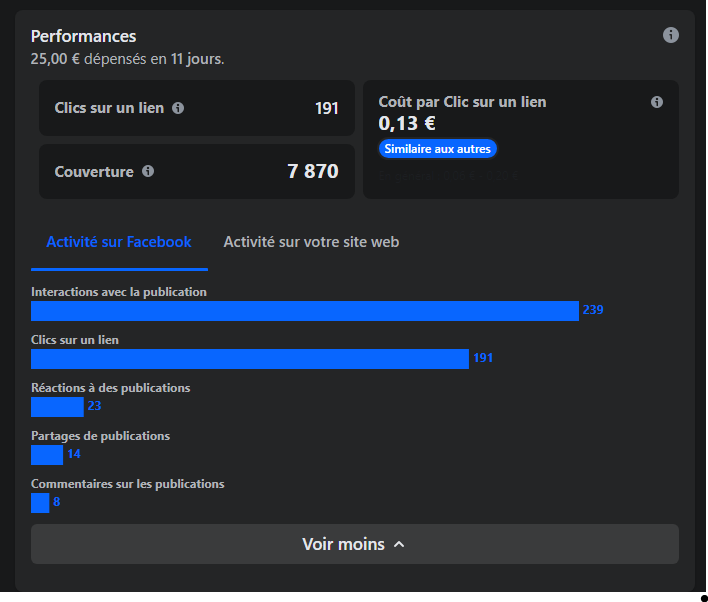 Performances
25,00 € dépensés en 11 jours.
Clics sur un lien
191
Couverture
7 870
Coût par Clic sur un lien
0,13 €
Similaire aux autres
Activité sur Facebook
Activité sur votre site web
Interactions avec la publication
239
Clics sur un lien
191
Réactions à des publications
23
Partages de publications
14
Commentaires sur les publications
8
Voir moins